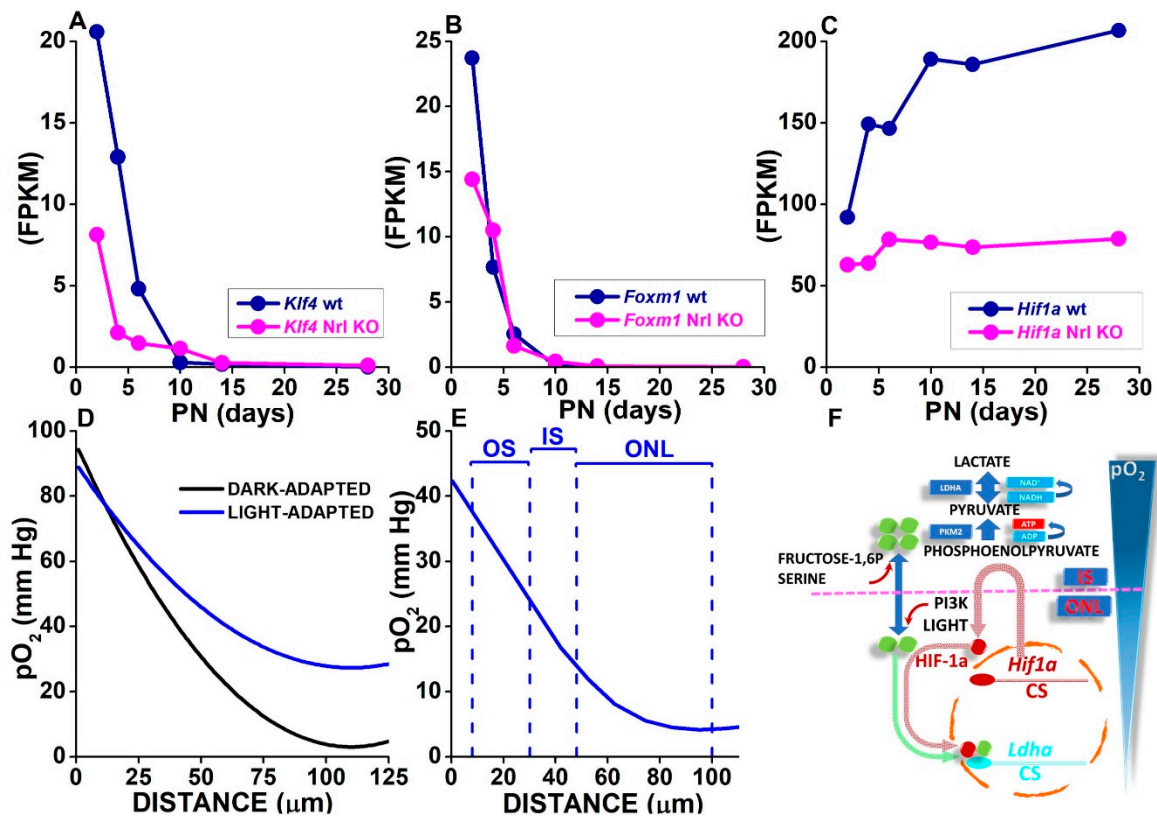 A
20
15
10
5
0
(FPKM)
Klf4 wt
Klf4 Nrl KO
0 5 10 15 20 25 30
PN (days)
B
25
20
15
10
5
0
(FPKM)
Foxm1 wt
Foxm1 Nrl KO
0 5 10 15 20 25 30
PN (days)
C
200
150
100
50
0
(FPKM)
Hif1a wt
Hif1a Nrl KO
0 5 10 15 20 25 30
PN (days)
D
100
80
60
40
20
0
pO2 (mm Hg)
DARK-ADAPTED
LIGHT-ADAPTED
0 25 50 75 100 125
DISTANCE (μm)
E
50
40
30
20
10
0
pO2 (mm Hg)
OS
IS
ONL
0 20 40 60 80 100
DISTANCE (μm)
F
pO2
LACTATE
LDHA
NAD+
NADH
PYRUVATE
PKM2
ATP
ADP
PHOSPHOENOLPYRUVATE
FRUCTOSE-1,6P
SERINE
IS
ONL
PI3K
LIGHT
HIF-1a
Hif1a
CS
Ldha
CS